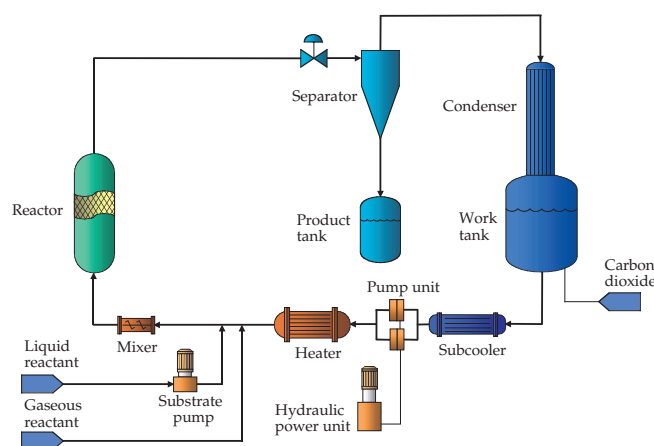 Separator
Condenser
Reactor
Product
tank
Work
tank
Carbon
dioxide
Pump unit
Mixer
Heater
Subcooler
Liquid
reactant
Substrate
pump
Gaseous
reactant
Hydraulic
power unit